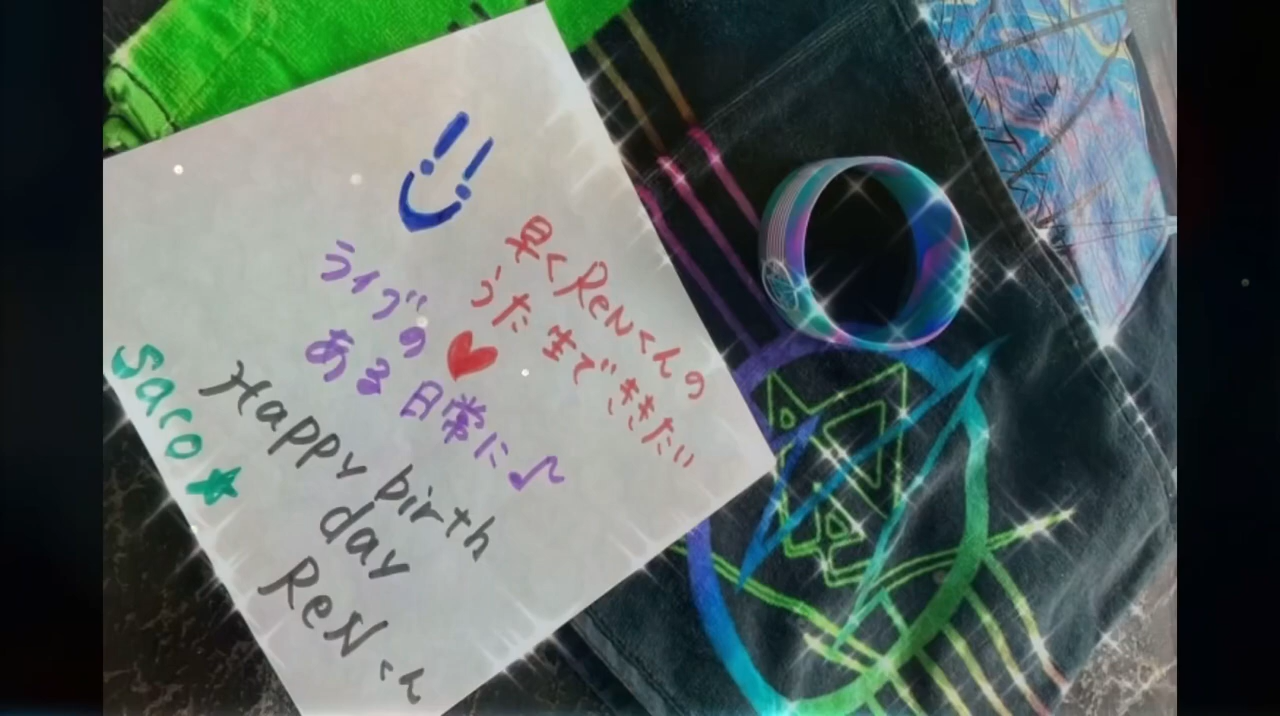 早くReNくんの
うた生でききたい
ライブの
ある日常に♪
Happy birth
day
ReNくん
saco★